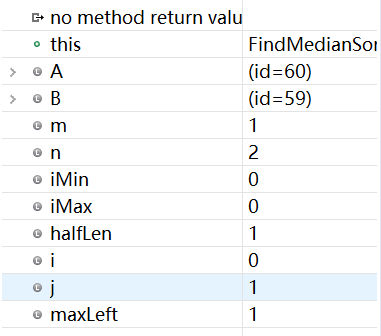 no method return valu
this FindMedianSor
A (id=60)
B (id=59)
m 1
n 2
iMin 0
iMax 0
halfLen 1
i 0
j 1
maxLeft 1